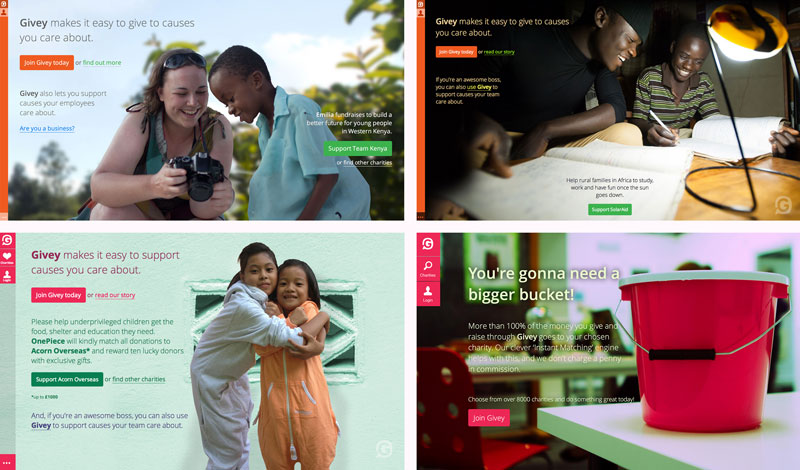 Givey makes it easy to give to causes
you care about.
Join Givey today or find out more
Givey also lets you support
causes your employees
care about.
Are you a business?
Emilia fundraises to build a
better future for young people
in Western Kenya.
Support Team Kenya
or find other charities
Givey makes it easy to give to causes
you care about.
Join Givey today or read our story
If you're an awesome boss,
you can also use Givey to
support causes your team
care about.
Help rural families in Africa to study,
work and have fun once the sun
goes down.
Support SolarAid
G
Charities
Login
Givey makes it easy to support
causes you care about.
Join Givey today or read our story
Please help underprivileged children get the
food, shelter and education they need.
OnePiece will kindly match all donations to
Acorn Overseas* and reward ten lucky donors
with exclusive gifts.
Support Acorn Overseas or find other charities
*up to £1000
And, if you're an awesome boss, you can also use
Givey to support causes your team care about.
G
Charities
Login
You're gonna need a
bigger bucket!
More than 100% of the money you give and
raise through Givey goes to your chosen
charity. Our clever 'Instant Matching' engine
helps with this, and we don't charge a penny
in commission.
Choose from over 8000 charities and do something great today!
Join Givey